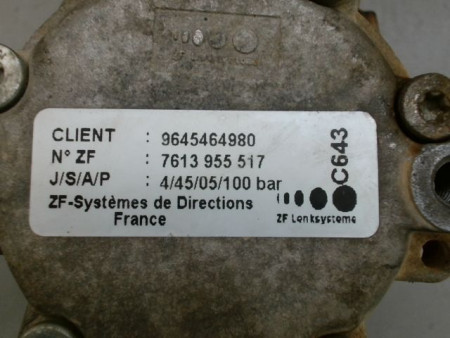 CLIENT : 9645464980
N° ZF : 7613 955 517
J/S/A/P : 4/45/05/100 bar
ZF-Systèmes de Directions
France
C643
ZF Lenksysteme